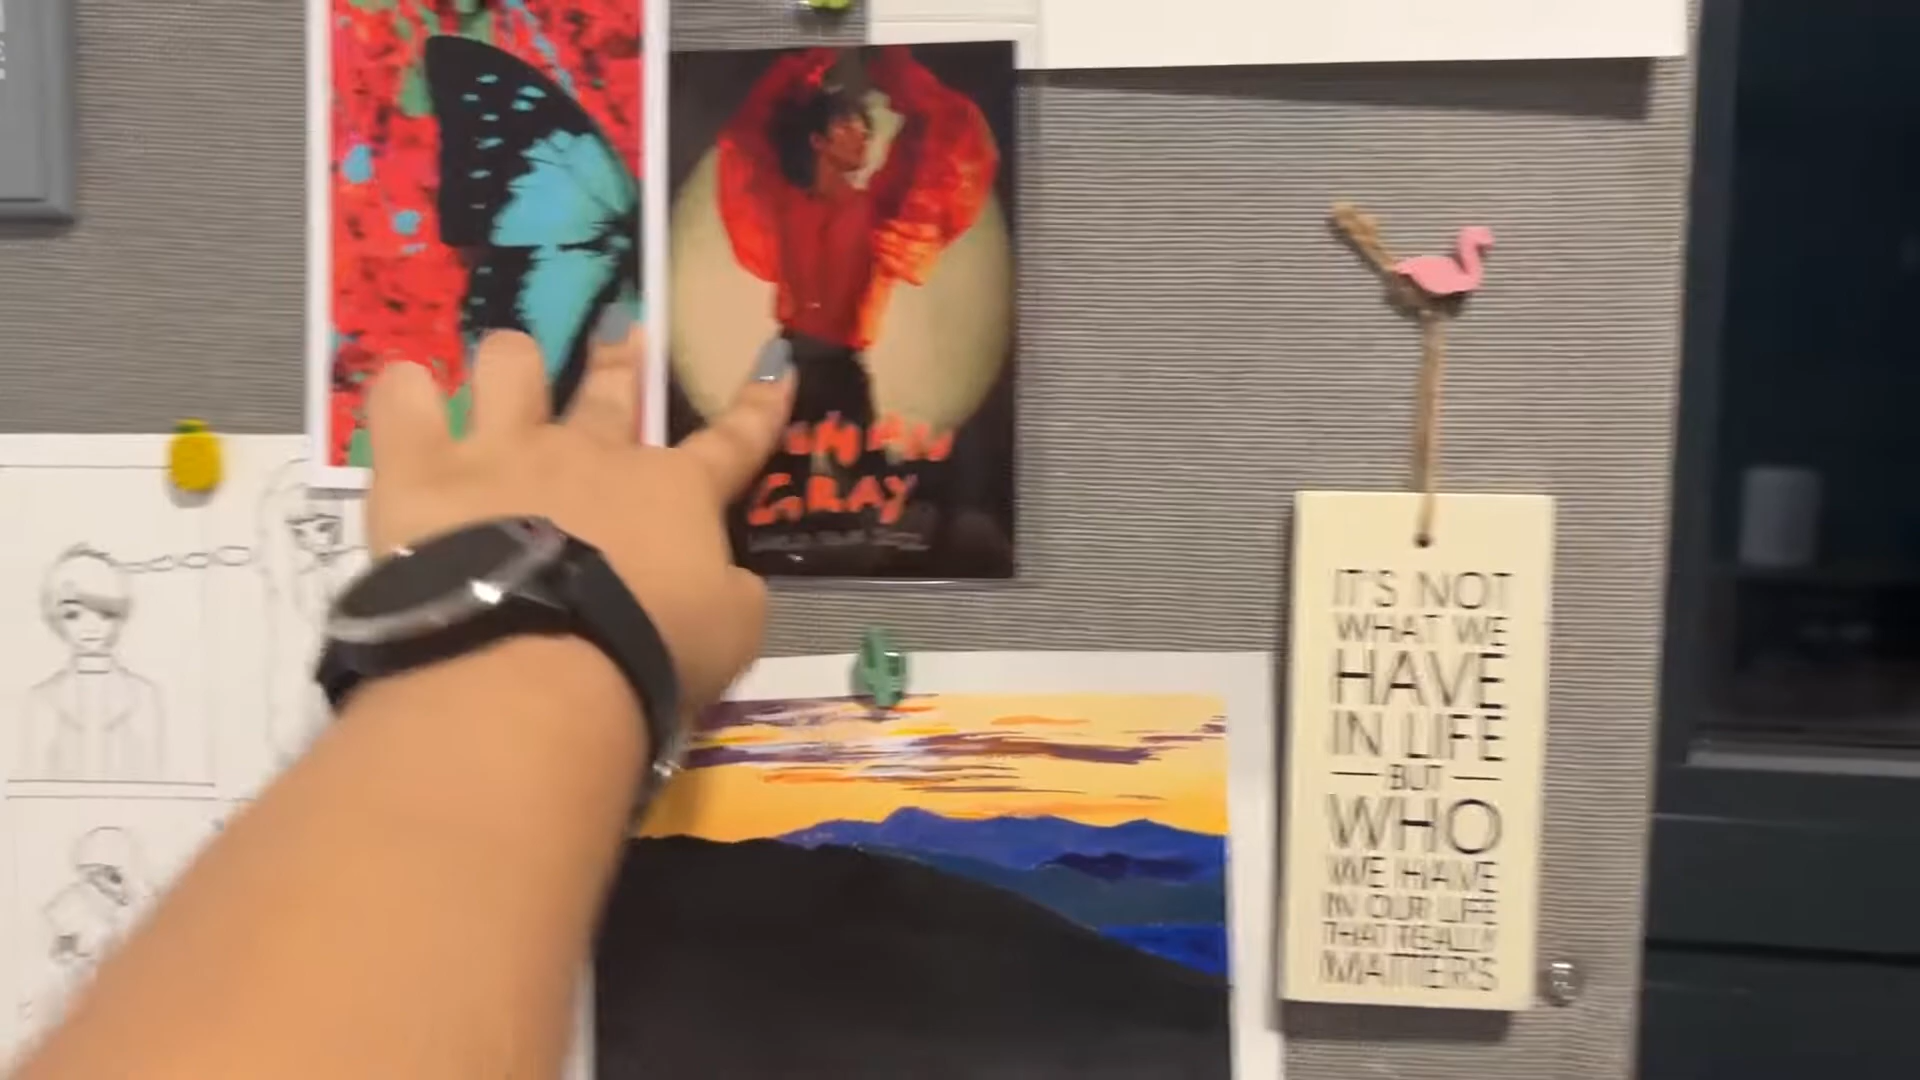 GRAY
IT'S NOT
WHAT WE
HAVE
IN LIFE
BUT
WHO
WE HAVE
IN OUR LIFE
THAT REALLY
MATTERS